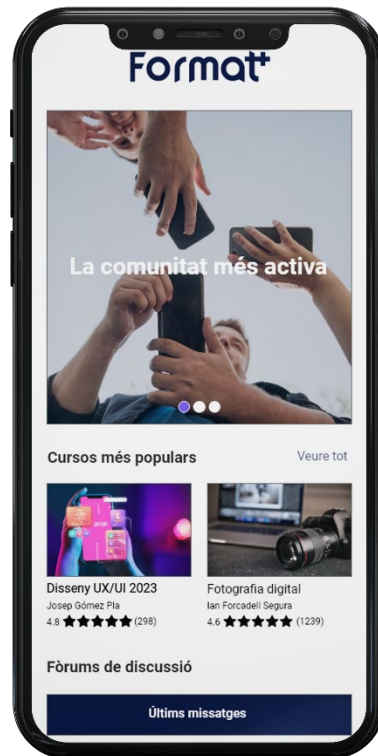 Format+
La comunitat més activa
Cursos més populars
Veure tot
Disseny UX/UI 2023
Josep Gómez Pla
4.8 ★★★★★ (298)
Fotografia digital
Ian Forcadell Segura
4.6 ★★★★★ (1239)
Fòrums de discussió
Últims missatges